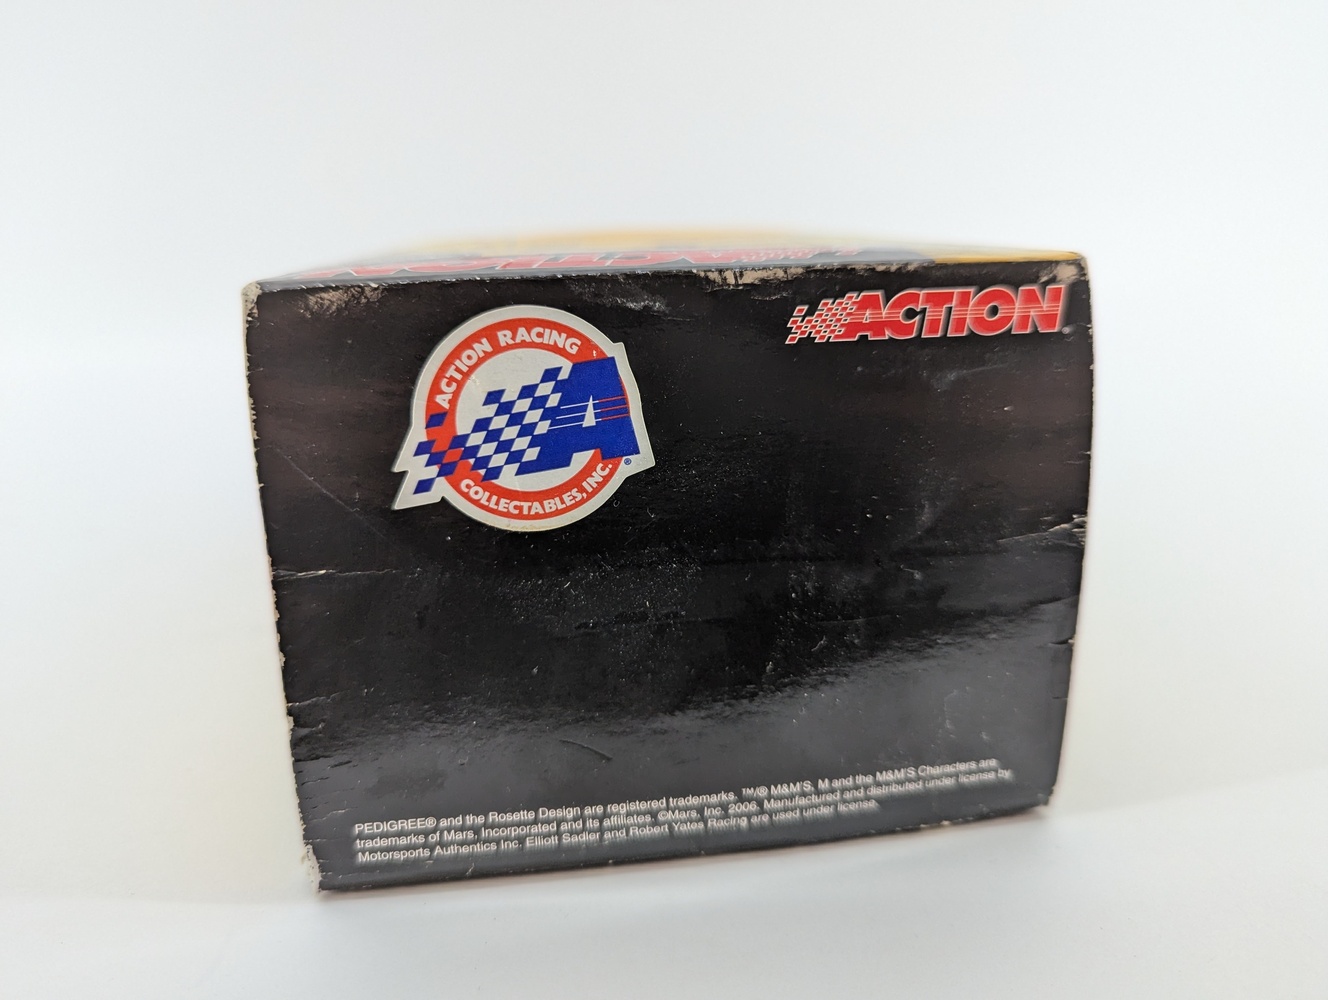 ACTION RACING
COLLECTABLES, INC.®
ACTION
PEDIGREE® and the Rosette Design are registered trademarks. ™/® M&M'S, M and the M&M'S Characters are
trademarks of Mars, Incorporated and its affiliates. ©Mars, Inc. 2006. Manufactured and distributed under license by
Motorsports Authentics Inc. Elliott Sadler and Robert Yates Racing are used under license.